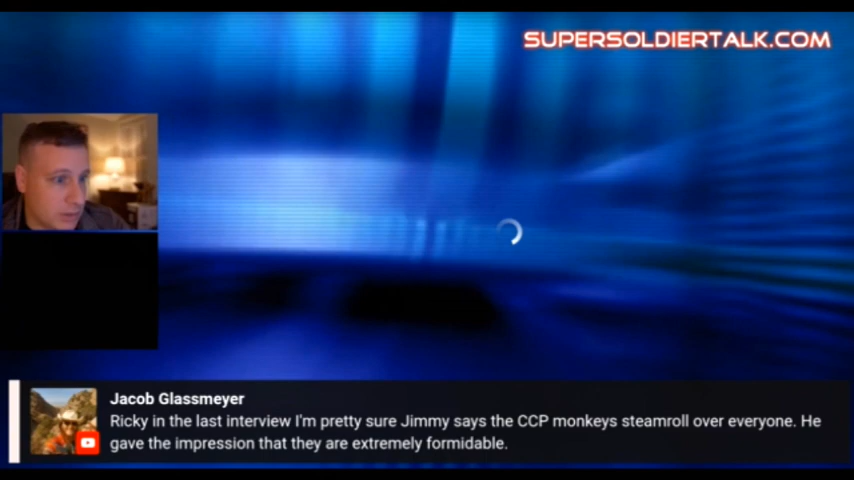 SUPERSOLDIERTALK.COM
Jacob Glassmeyer
Ricky in the last interview I'm pretty sure Jimmy says the CCP monkeys steamroll over everyone. He
gave the impression that they are extremely formidable.